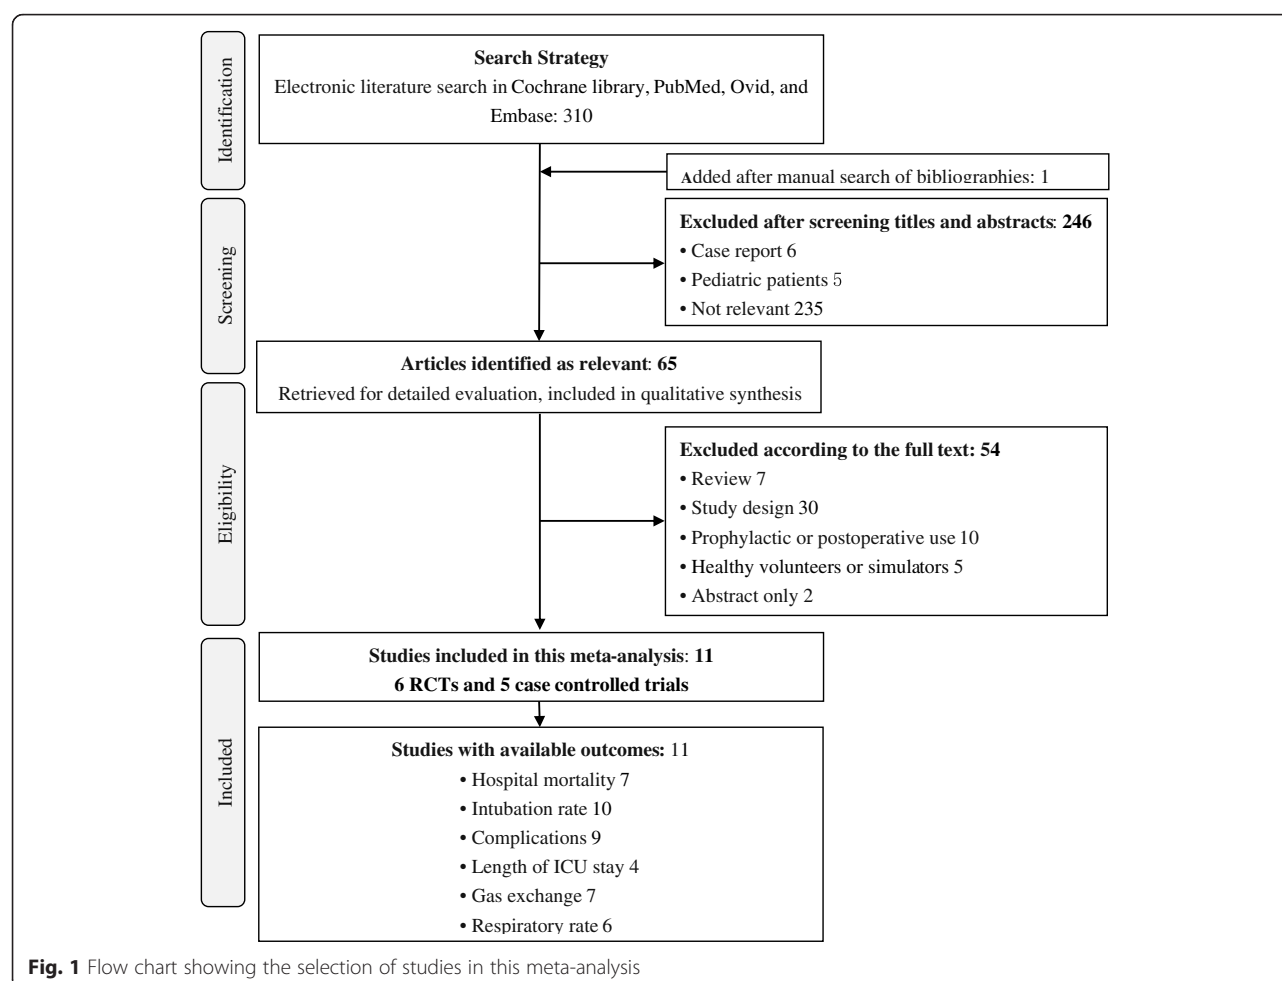 Identification
Search Strategy
Electronic literature search in Cochrane library, PubMed, Ovid, and
Embase: 310
Added after manual search of bibliographies: 1
Screening
Excluded after screening titles and abstracts: 246
• Case report 6
• Pediatric patients 5
• Not relevant 235
Articles identified as relevant: 65
Retrieved for detailed evaluation, included in qualitative synthesis
Eligibility
Excluded according to the full text: 54
• Review 7
• Study design 30
• Prophylactic or postoperative use 10
• Healthy volunteers or simulators 5
• Abstract only 2
Included
Studies included in this meta-analysis: 11
6 RCTs and 5 case controlled trials
Studies with available outcomes: 11
• Hospital mortality 7
• Intubation rate 10
• Complications 9
• Length of ICU stay 4
• Gas exchange 7
• Respiratory rate 6
Fig. 1 Flow chart showing the selection of studies in this meta-analysis